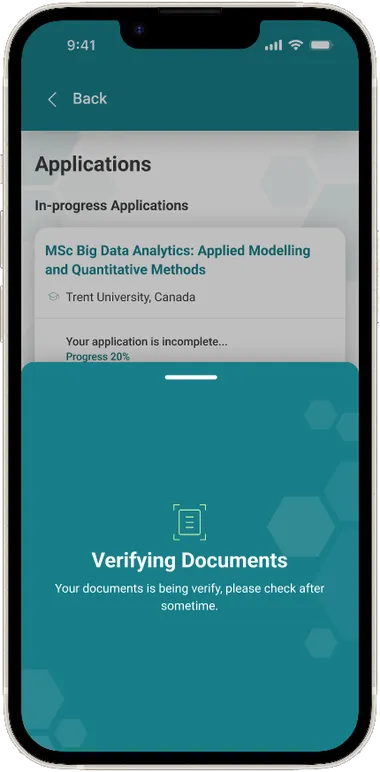 9:41
Back
Applications
In-progress Applications
MSc Big Data Analytics: Applied Modelling
and Quantitative Methods
Trent University, Canada
Your application is incomplete...
Progress 20%
Verifying Documents
Your documents is being verify, please check after
sometime.